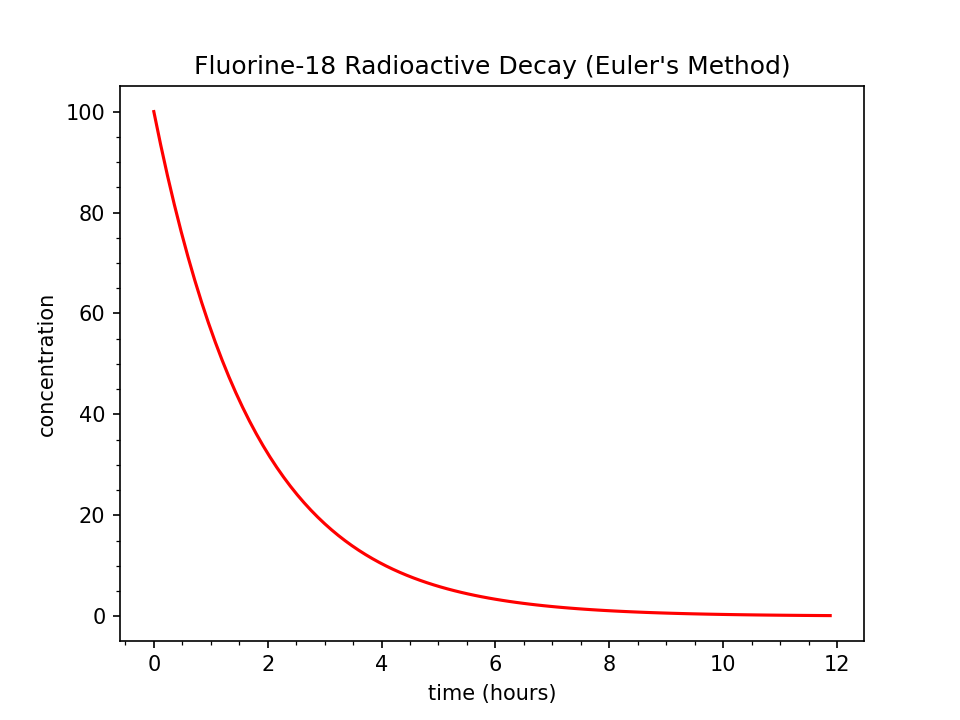 Fluorine-18 Radioactive Decay (Euler's Method)
100
80
60
40
20
0
concentration
0 2 4 6 8 10 12
time (hours)